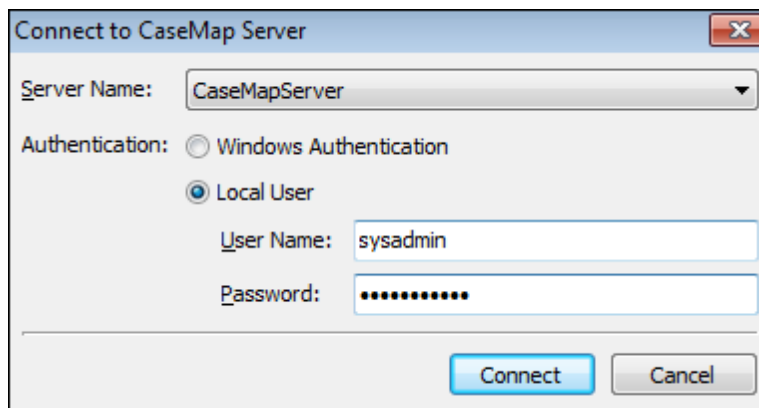 Connect to CaseMap Server
Server Name: CaseMapServer
Authentication: Windows Authentication
Local User
User Name: sysadmin
Password: •••••••••••
Connect Cancel